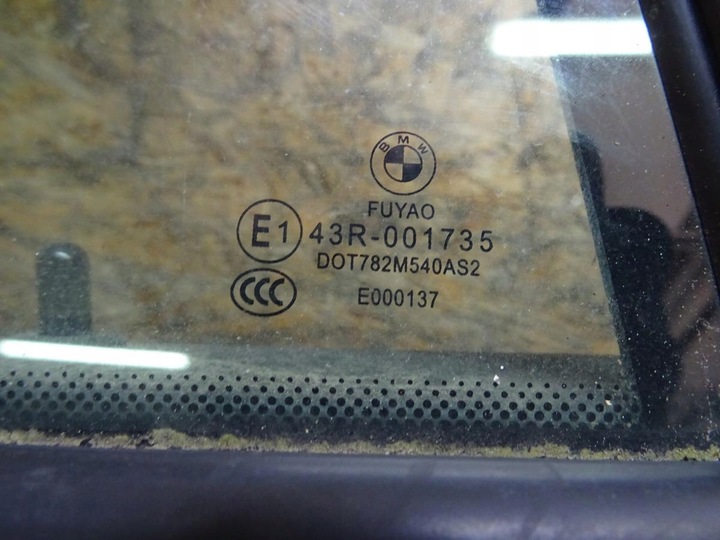 BMW
FUYAO
E1 43R-001735
DOT782M540AS2
CCC E000137